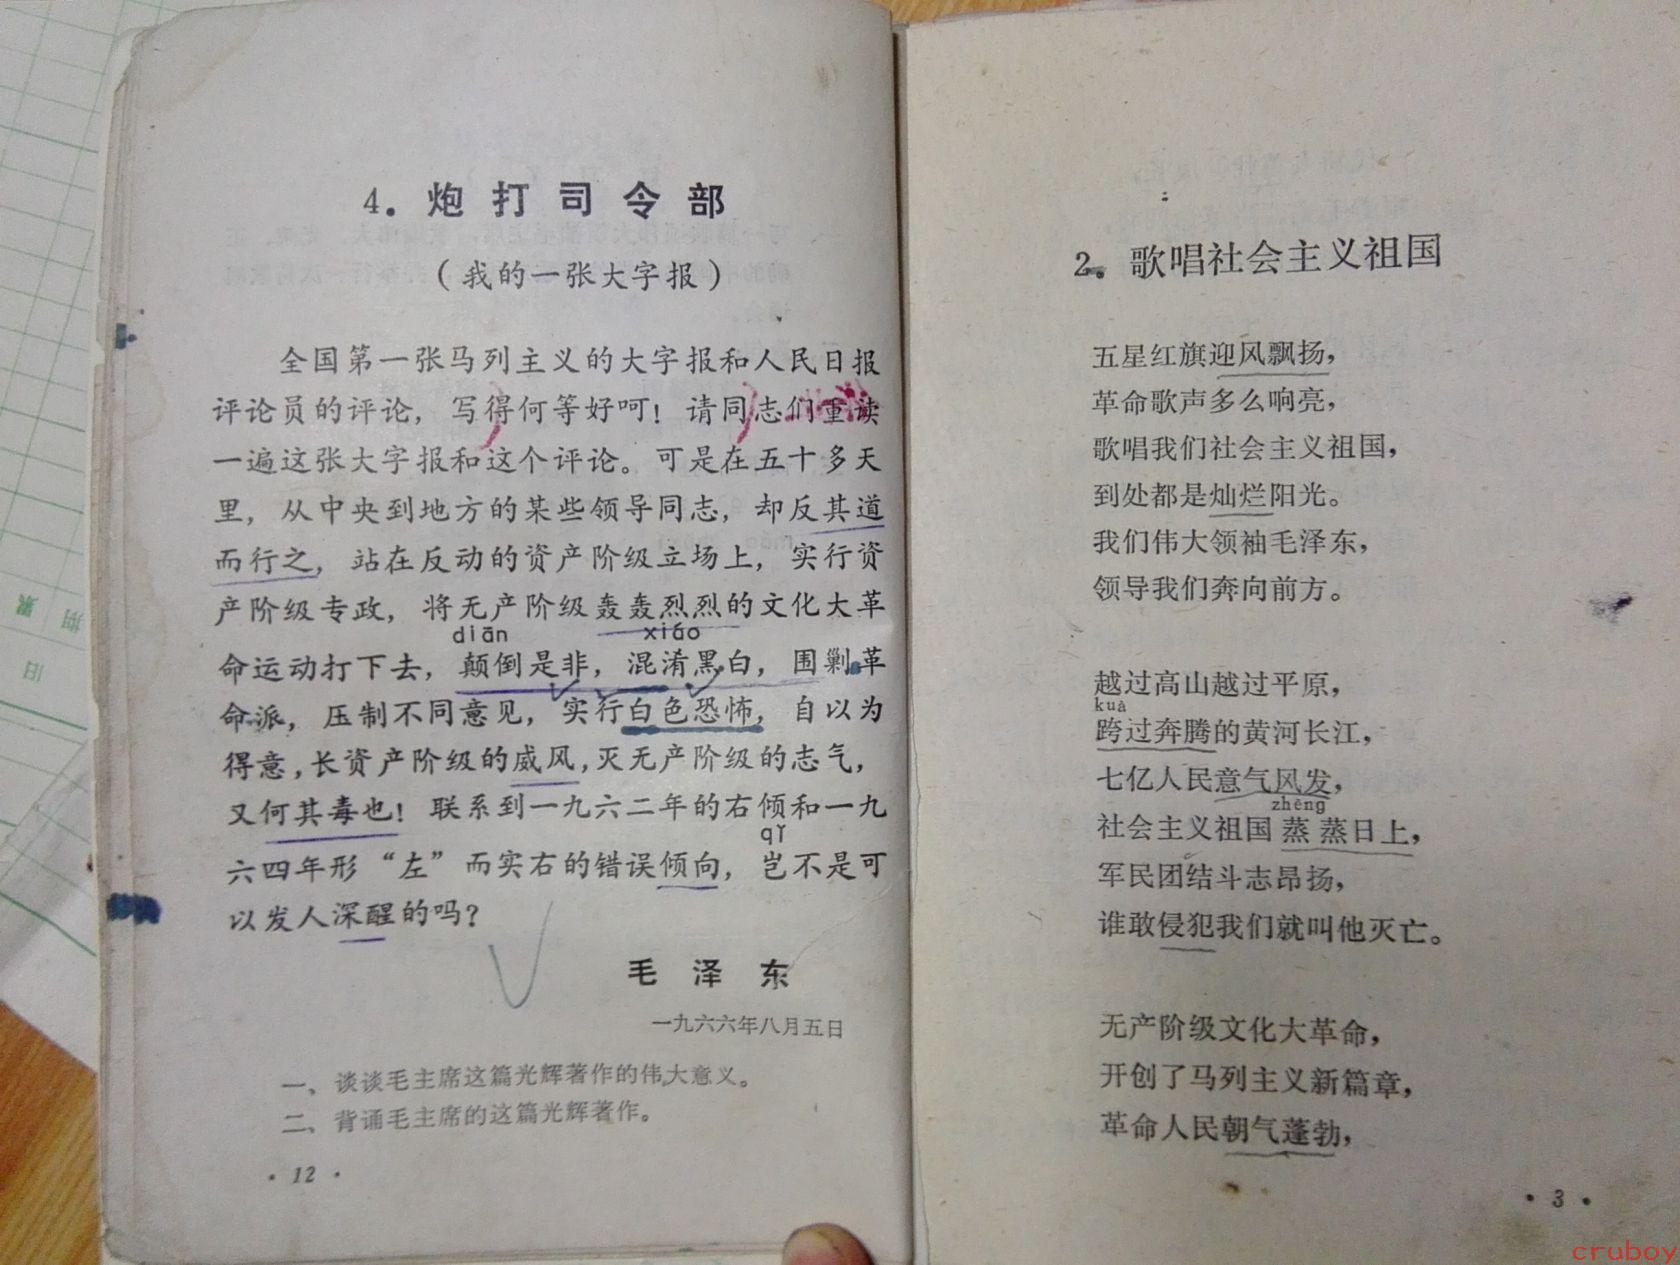 4. 炮打司令部
（我的一张大字报）
全国第一张马列主义的大字报和人民日报
评论员的评论，写得何等好呵！请同志们重读
一遍这张大字报和这个评论。可是在五十多天
里，从中央到地方的某些领导同志，却反其道
而行之，站在反动的资产阶级立场上，实行资
产阶级专政，将无产阶级轰轰烈烈的文化大革
diān xiáo
命运动打下去，颠倒是非，混淆黑白，围剿革
命派，压制不同意见，实行白色恐怖，自以为
得意，长资产阶级的威风，灭无产阶级的志气，
又何其毒也！联系到一九六二年的右倾和一九
qǐ
六四年形“左”而实右的错误倾向，岂不是可
以发人深醒的吗？
毛泽东
一九六六年八月五日
一、谈谈毛主席这篇光辉著作的伟大意义。
二、背诵毛主席的这篇光辉著作。
· 12 ·
2. 歌唱社会主义祖国
五星红旗迎风飘扬，
革命歌声多么响亮，
歌唱我们社会主义祖国，
到处都是灿烂阳光。
我们伟大领袖毛泽东，
领导我们奔向前方。
越过高山越过平原，
kuà
跨过奔腾的黄河长江，
七亿人民意气风发，
zhēng
社会主义祖国蒸蒸日上，
军民团结斗志昂扬，
谁敢侵犯我们就叫他灭亡。
无产阶级文化大革命，
开创了马列主义新篇章，
革命人民朝气蓬勃，
· 3 ·
cruboy